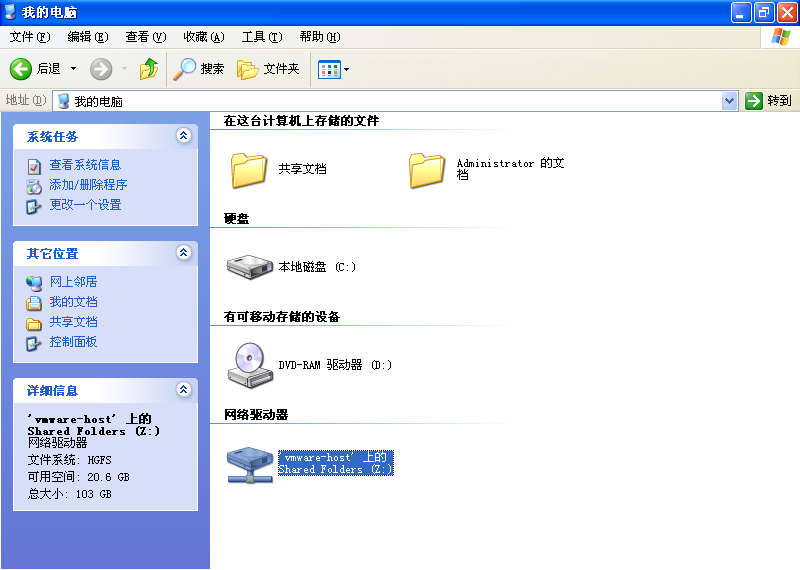 我的电脑
文件(F) 编辑(E) 查看(V) 收藏(A) 工具(T) 帮助(H)
后退 搜索 文件夹
地址(D) 我的电脑 转到
系统任务
查看系统信息
添加/删除程序
更改一个设置
其它位置
网上邻居
我的文档
共享文档
控制面板
详细信息
'vmware-host' 上的
Shared Folders (Z:)
网络驱动器
文件系统: HGFS
可用空间: 20.6 GB
总大小: 103 GB
在这台计算机上存储的文件
共享文档
Administrator 的文
档
硬盘
本地磁盘 (C:)
有可移动存储的设备
DVD-RAM 驱动器 (D:)
网络驱动器
'vmware-host' 上的
Shared Folders (Z:)